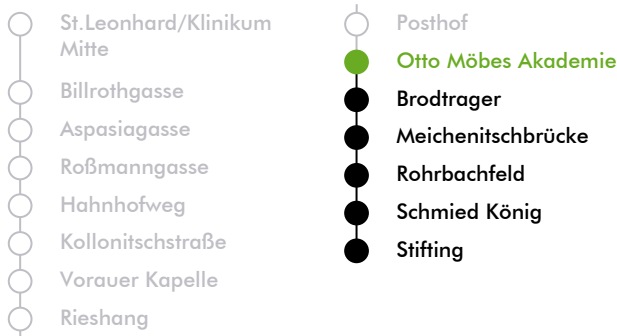 St.Leonhard/Klinikum
Mitte
Billrothgasse
Aspasiagasse
Roßmanngasse
Hahnhofweg
Kollonitschstraße
Vorauer Kapelle
Rieshang
Posthof
Otto Möbes Akademie
Brodtrager
Meichenitschbrücke
Rohrbachfeld
Schmied König
Stifting